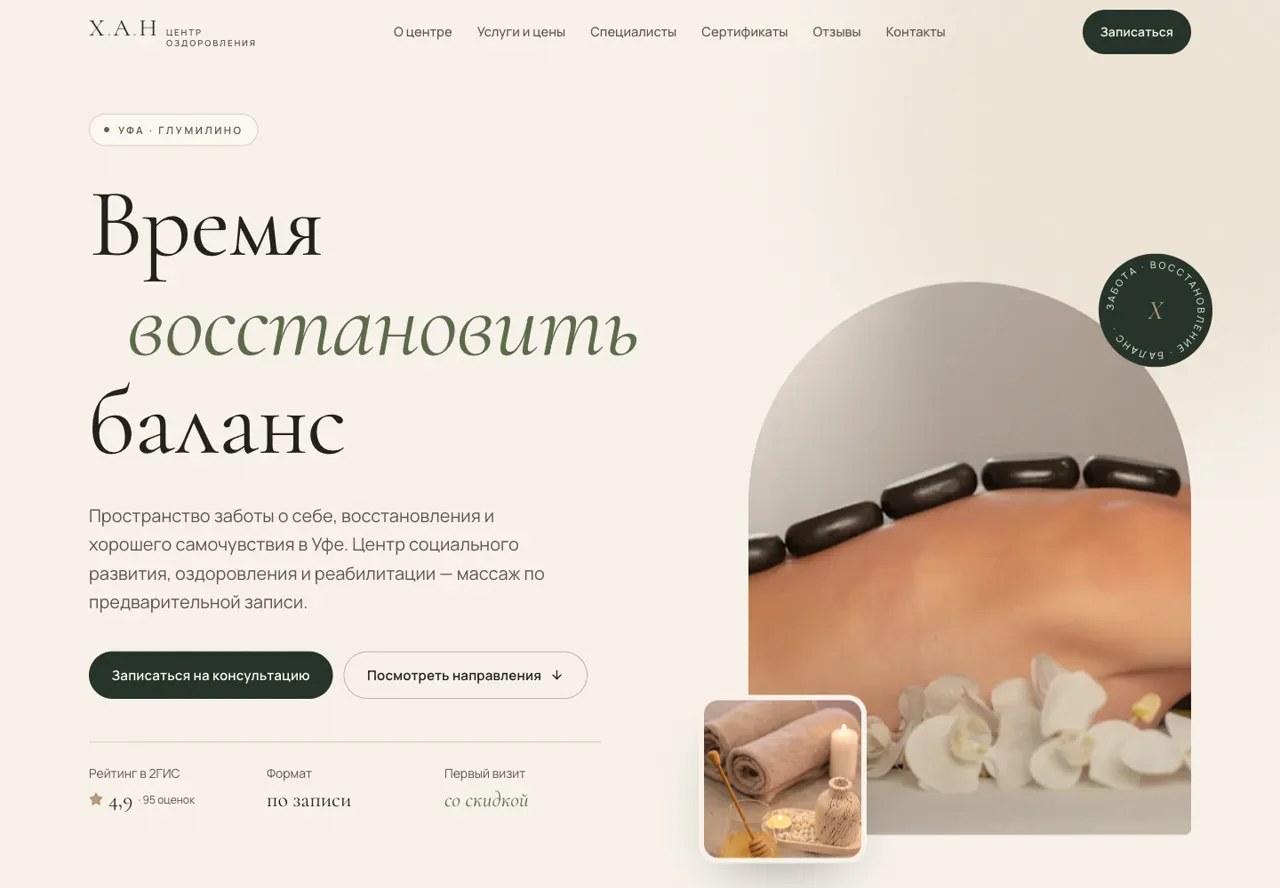 Х.А.Н ЦЕНТР
ОЗДОРОВЛЕНИЯ
О центре Услуги и цены Специалисты Сертификаты Отзывы Контакты
Записаться
УФА · ГЛУМИЛИНО
Время
восстановить
баланс
ЗАБОТА · ВОССТАНОВЛЕНИЕ · БАЛАНС ·
Х
Пространство заботы о себе, восстановления и
хорошего самочувствия в Уфе. Центр социального
развития, оздоровления и реабилитации — массаж по
предварительной записи.
Записаться на консультацию
Посмотреть направления ↓
Рейтинг в 2ГИС Формат Первый визит
4,9 · 95 оценок по записи со скидкой